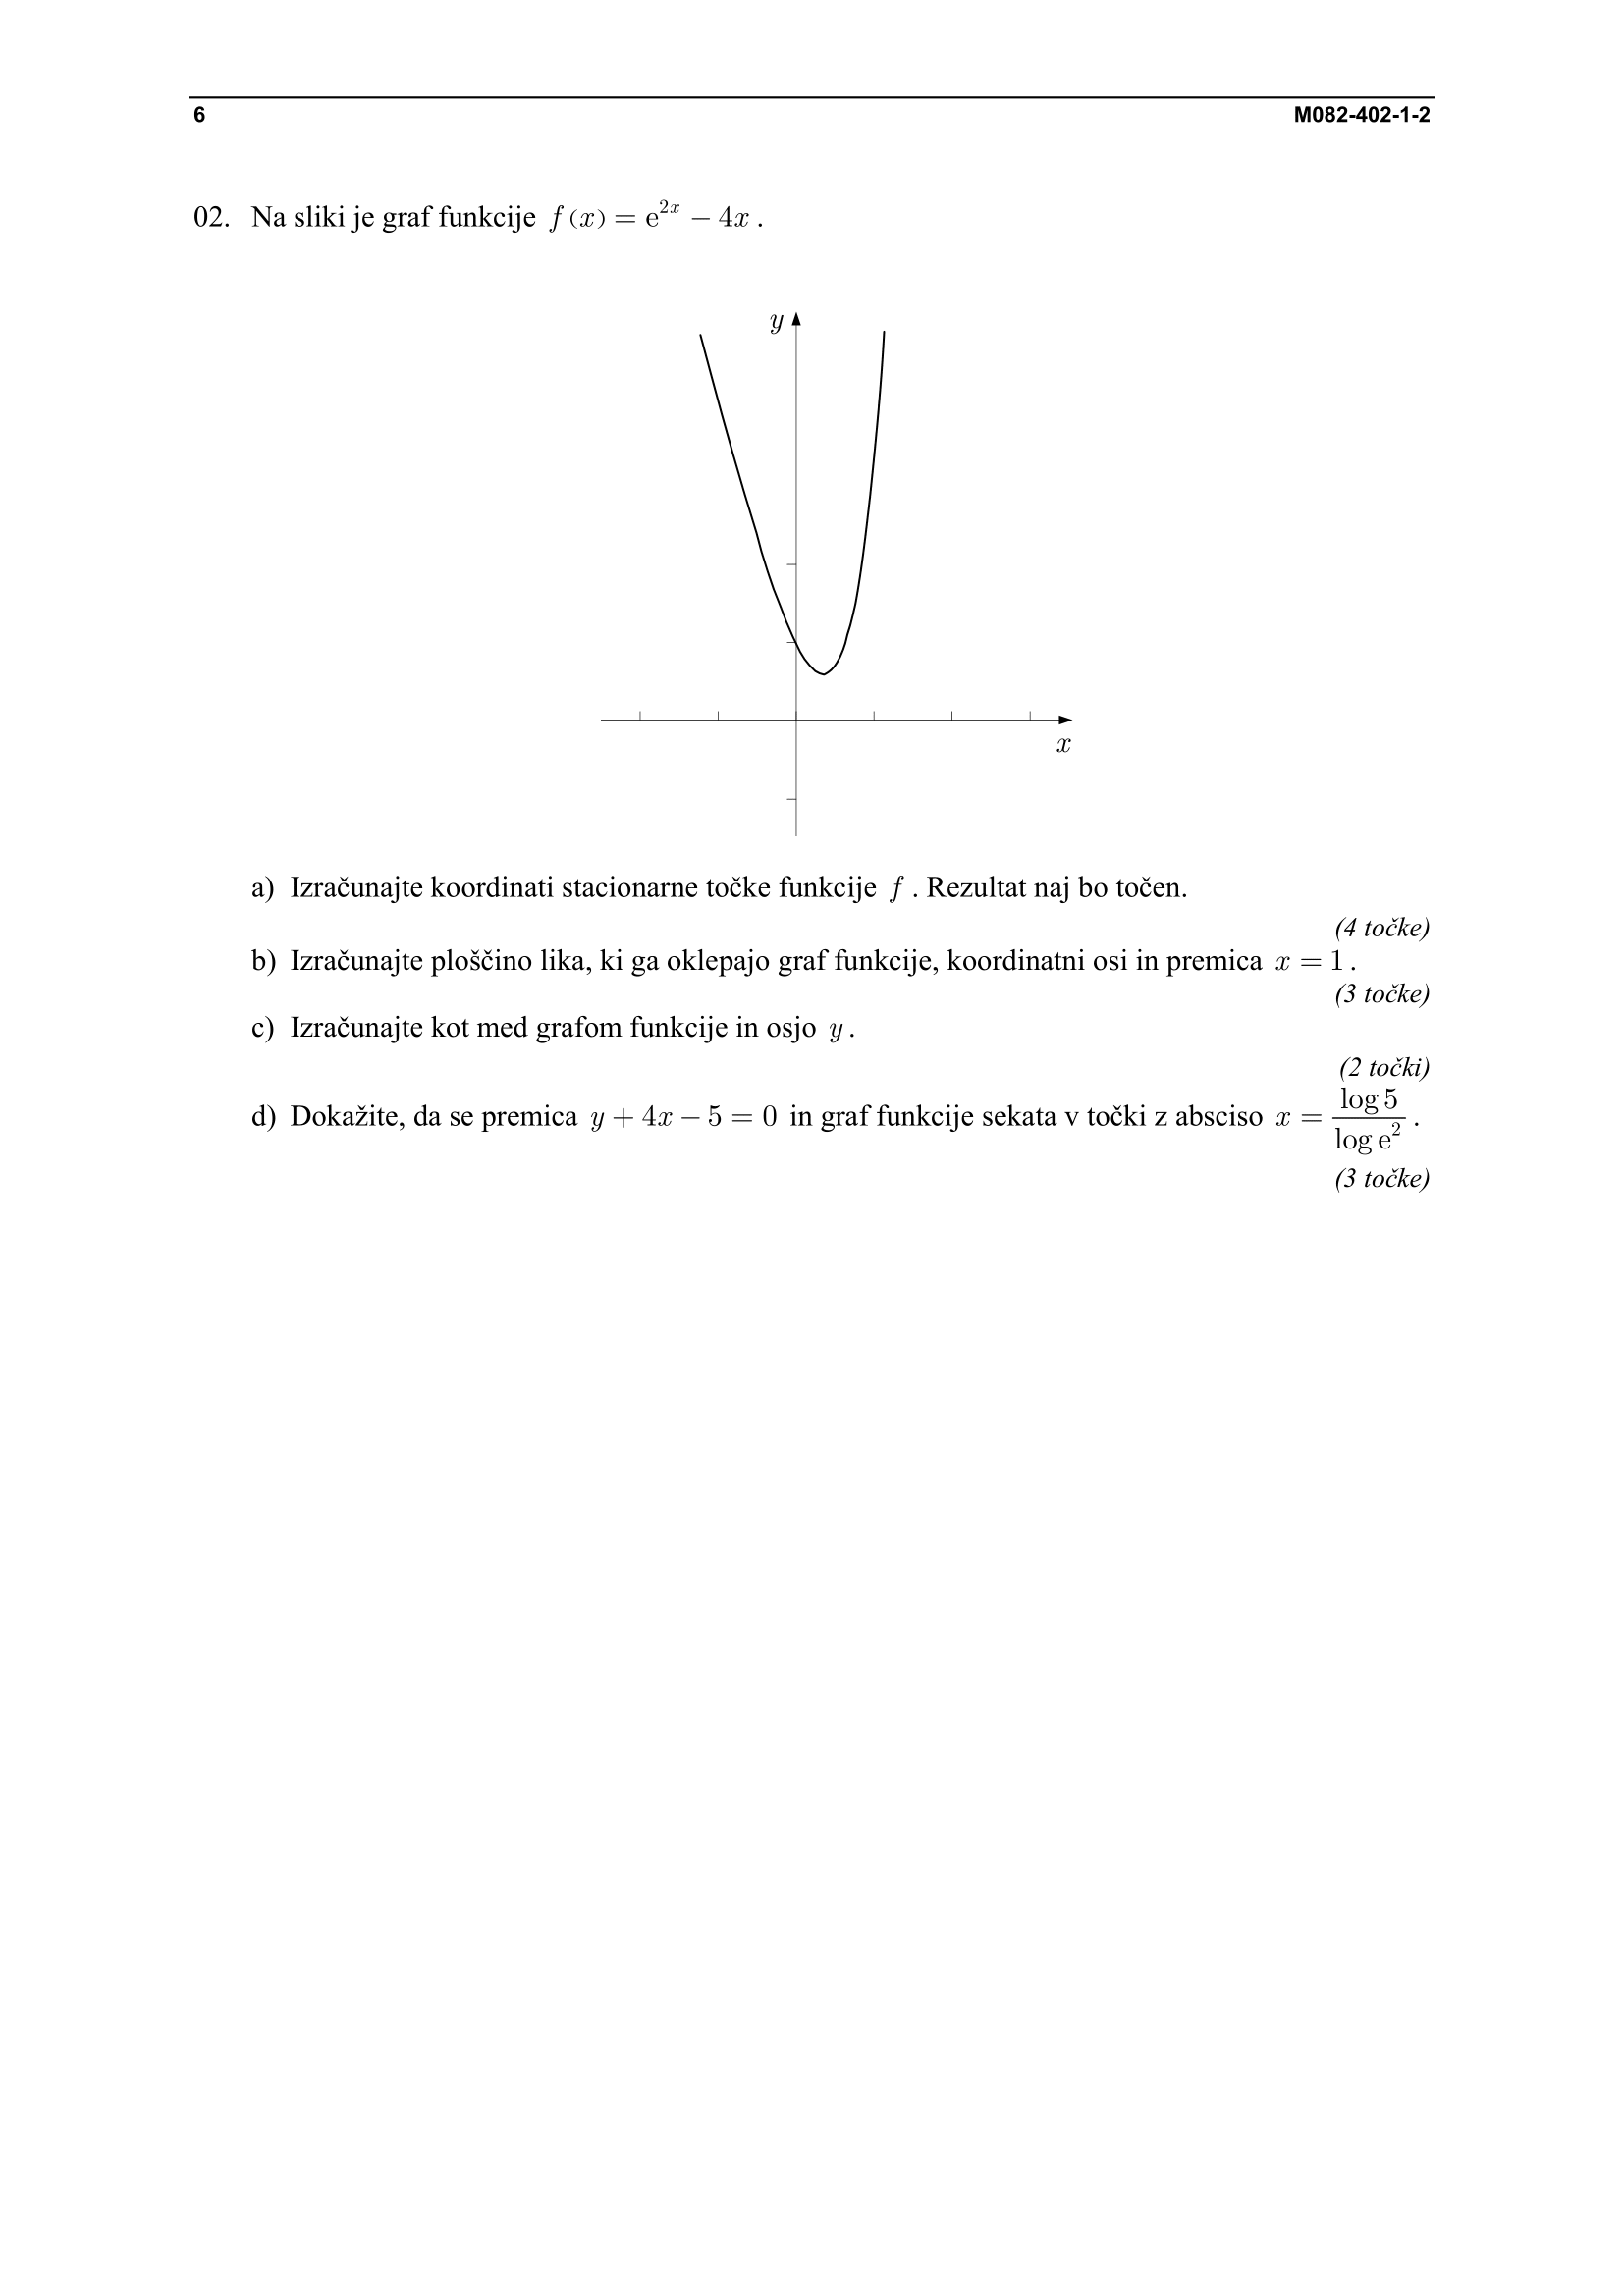 6 M082-402-1-2
02. Na sliki je graf funkcije f(x) = e^{2x} − 4x .
y
x
a) Izračunajte koordinati stacionarne točke funkcije f . Rezultat naj bo točen.
(4 točke)
b) Izračunajte ploščino lika, ki ga oklepajo graf funkcije, koordinatni osi in premica x = 1 .
(3 točke)
c) Izračunajte kot med grafom funkcije in osjo y .
(2 točki)
d) Dokažite, da se premica y + 4x − 5 = 0 in graf funkcije sekata v točki z absciso x = \frac{log 5}{log e^2} .
(3 točke)